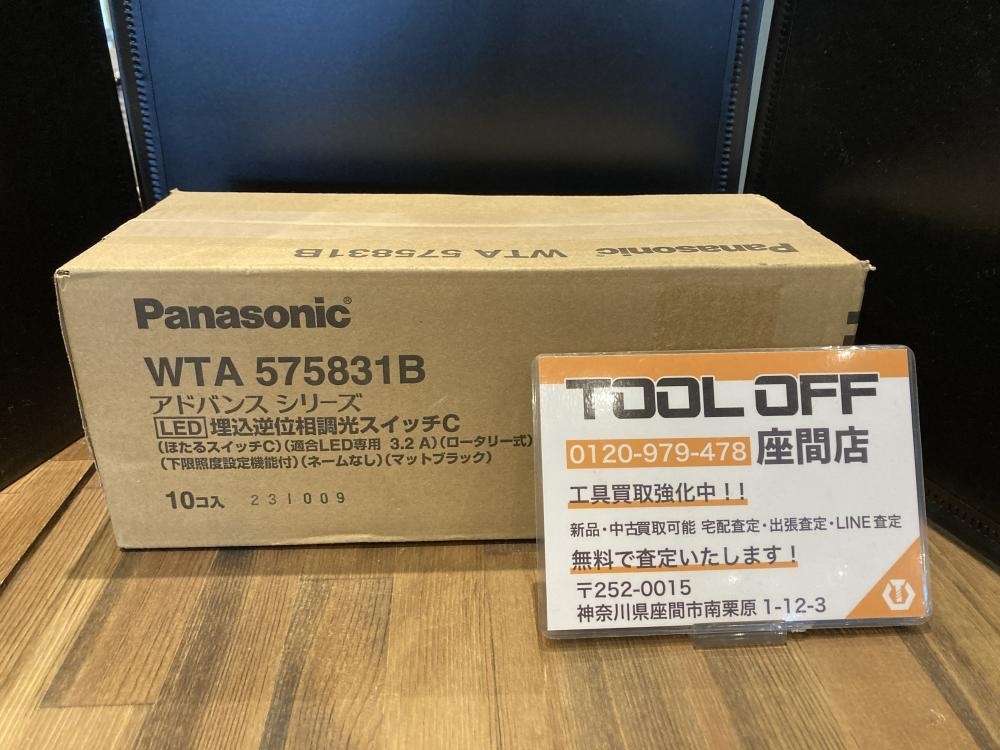 Panasonic WTA 575831B
Panasonic®
WTA 575831B
アドバンス シリーズ
LED 埋込逆位相調光スイッチC
(ほたるスイッチC)(適合LED専用 3.2 A)(ロータリー式)
(下限照度設定機能付)(ネームなし)(マットブラック)
10コ入 231009
TOOL OFF
0120-979-478 座間店
工具買取強化中!!
新品・中古買取可能 宅配査定・出張査定・LINE査定
無料で査定いたします!
〒252-0015
神奈川県座間市南栗原1-12-3